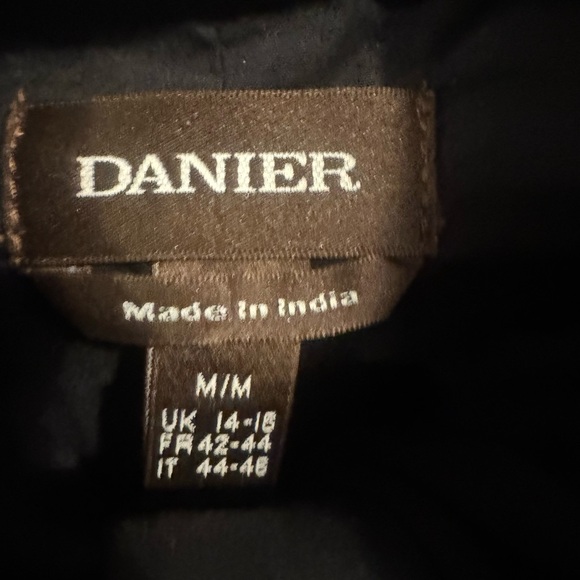 DANIER
Made In India
M/M
UK 14-16
FR 42-44
IT 44-46